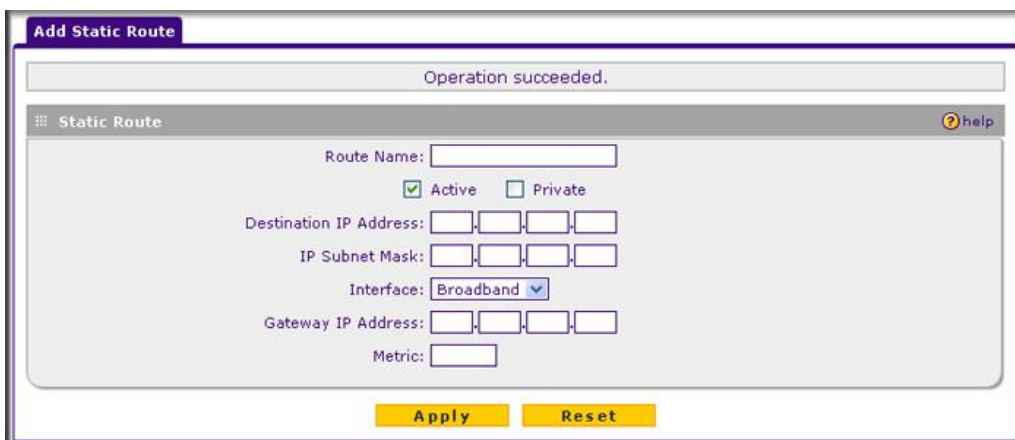 Add Static Route
Operation succeeded.
Static Route ?help
Route Name:
Active Private
Destination IP Address: . . .
IP Subnet Mask: . . .
Interface: Broadband
Gateway IP Address: . . .
Metric:
Apply Reset